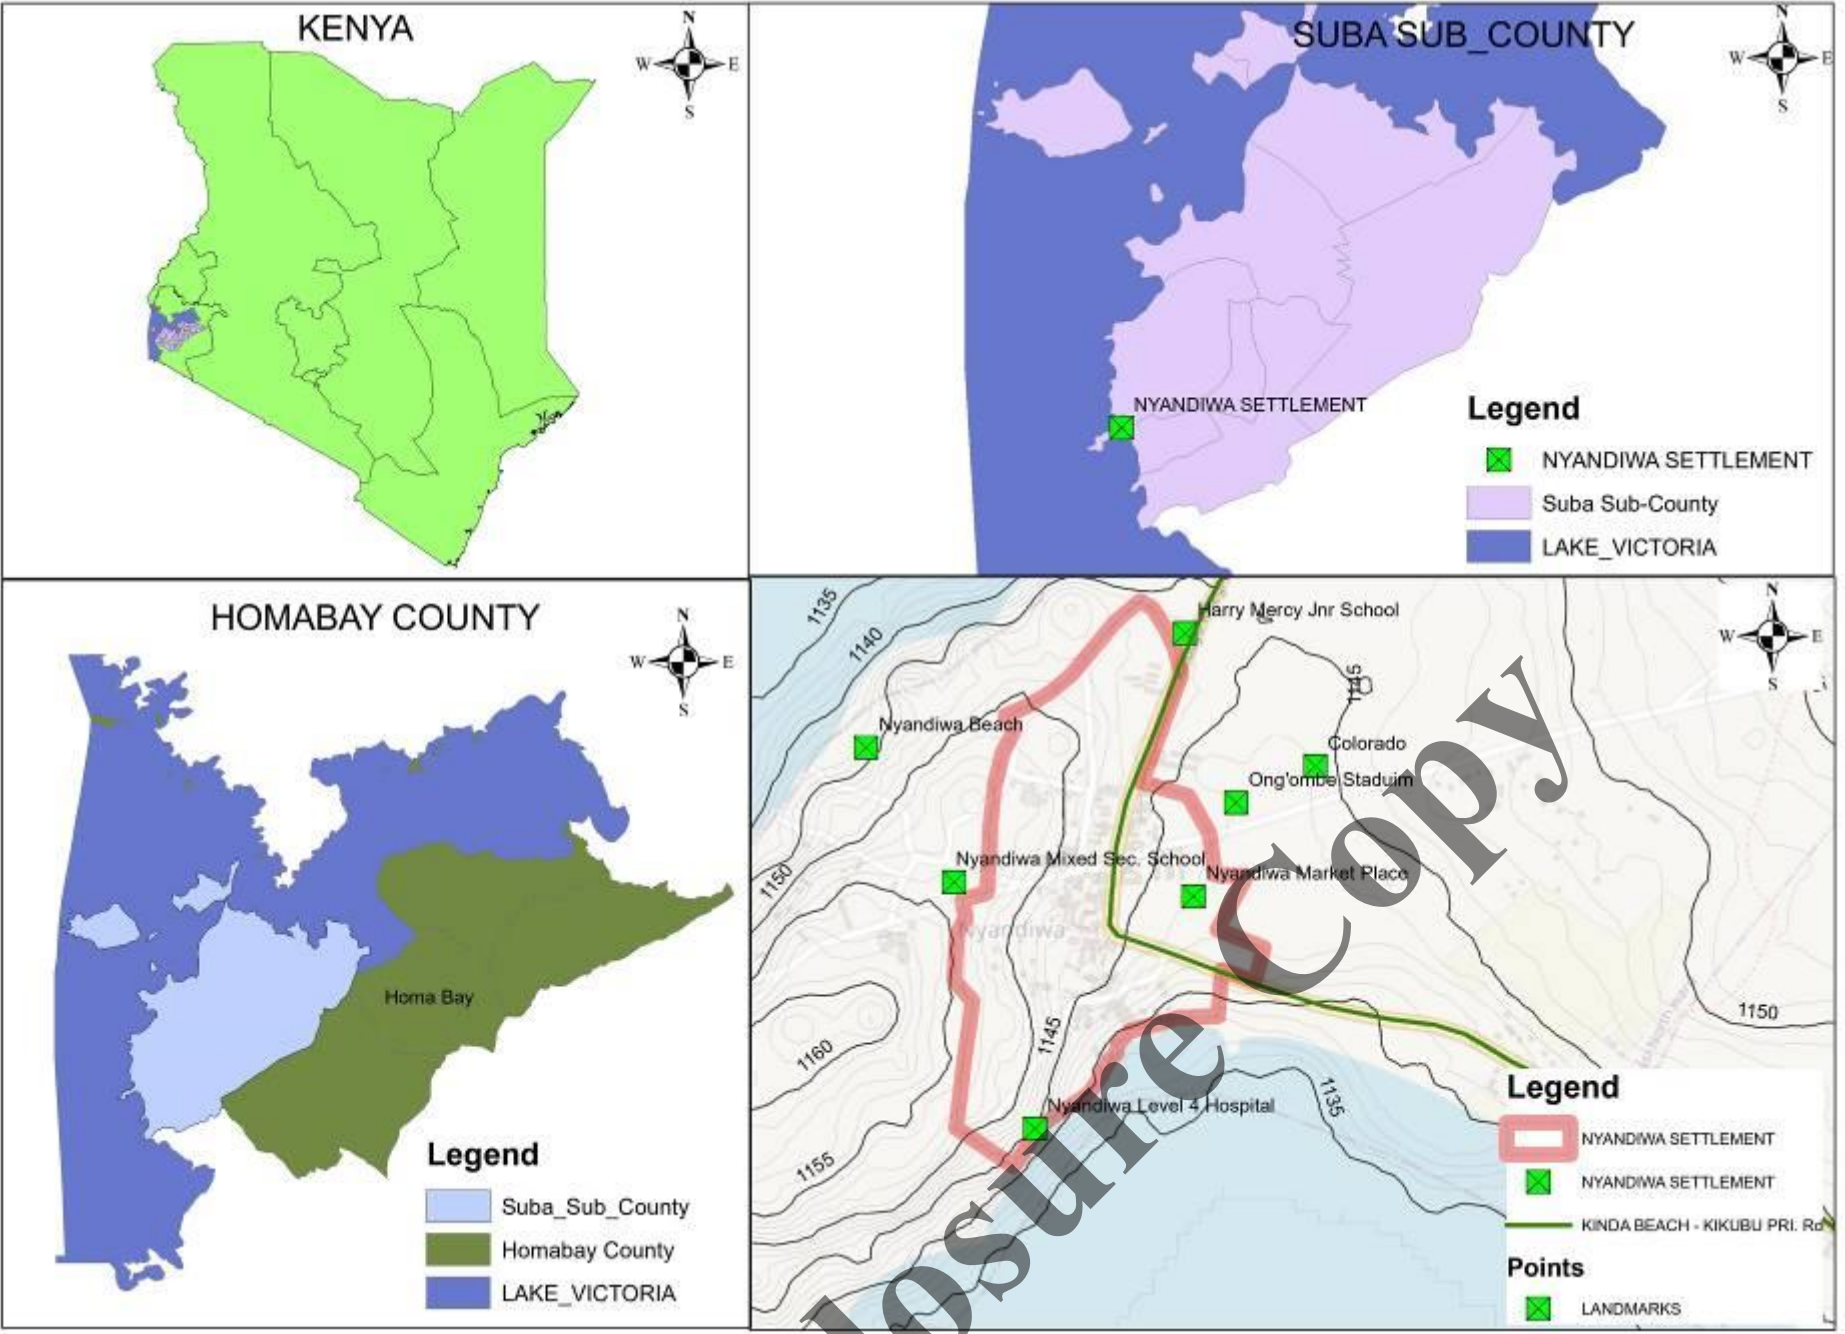 KENYA
N
W E
S
SUBA SUB_COUNTY
N
W E
S
NYANDIWA SETTLEMENT
Legend
NYANDIWA SETTLEMENT
Suba Sub-County
LAKE_VICTORIA
HOMABAY COUNTY
N
W E
S
Homa Bay
Legend
Suba_Sub_County
Homabay County
LAKE_VICTORIA
N
W E
S
1135
1140
Harry Mercy Jnr School
1145
Nyandiwa Beach
Colorado
Ong'ombe Staduim
Nyandiwa Mixed Sec. School
Nyandiwa Market Place
1150
Nyandiwa
1150
1160
1145
Nyandiwa Level 4 Hospital
1135
1155
Legend
NYANDIWA SETTLEMENT
NYANDIWA SETTLEMENT
KINDA BEACH - KIKUBU PRI. Rd
Points
LANDMARKS
losure Copy